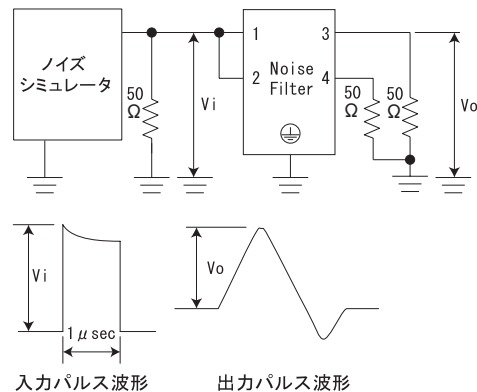 ノイズ
シミュレータ
50
Ω
Vi
1
2
Noise
Filter
3
4
50
Ω
50
Ω
Vo
Vi
1μsec
Vo
入力パルス波形
出力パルス波形